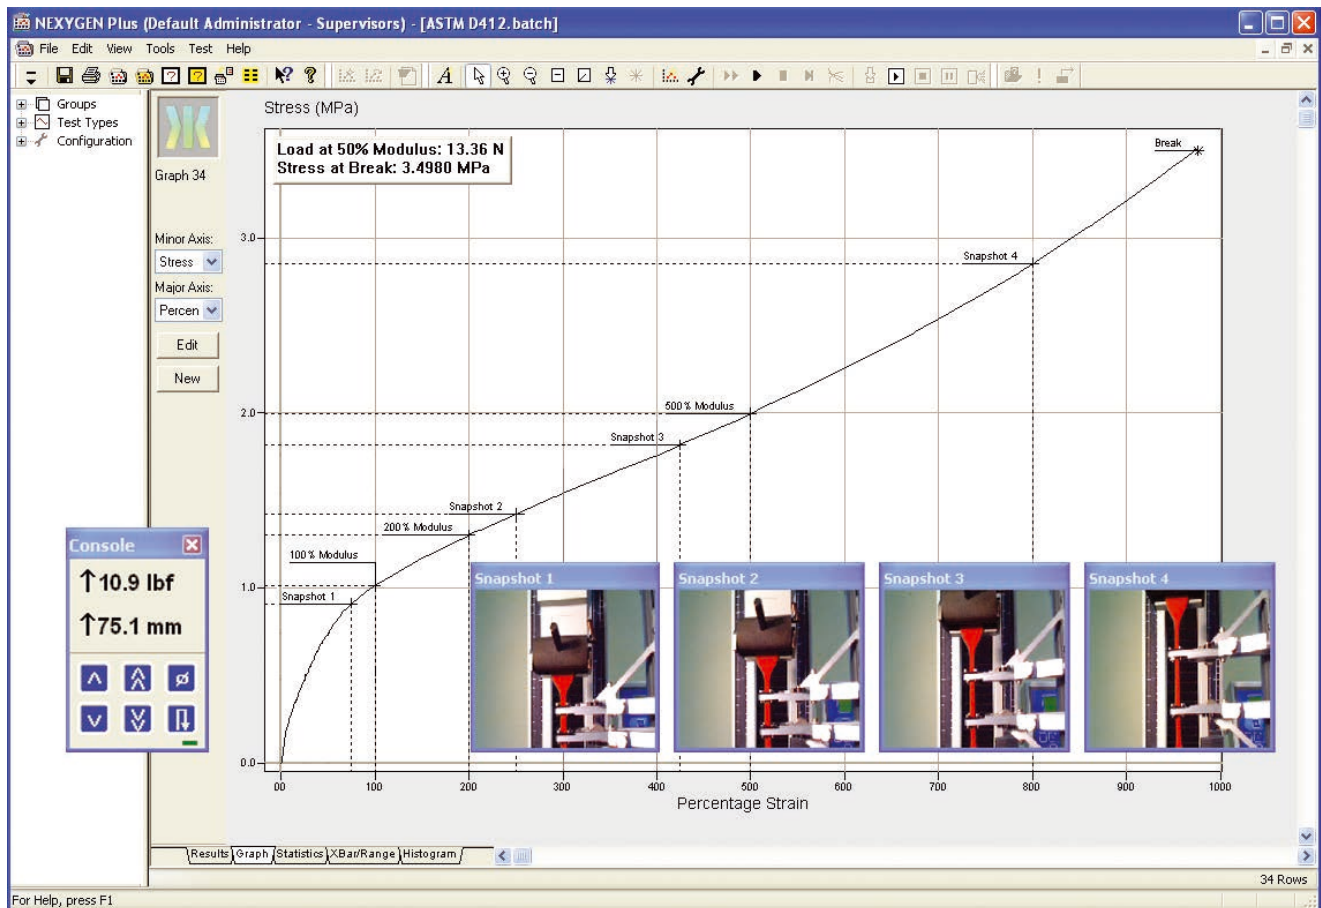 NEXYGEN Plus (Default Administrator - Supervisors) - [ASTM D412.batch]
File Edit View Tools Test Help
Groups
Test Types
Configuration
Graph 34
Minor Axis:
Stress
Major Axis:
Percen
Edit
New
Stress (MPa)
Load at 50% Modulus: 13.36 N
Stress at Break: 3.4980 MPa
Break
3.0
Snapshot 4
2.0
500% Modulus
Snapshot 3
Snapshot 2
200% Modulus
100% Modulus
1.0
Snapshot 1
0.0
Console
↑10.9 lbf
↑75.1 mm
Snapshot 1
Snapshot 2
Snapshot 3
Snapshot 4
00 100 200 300 400 500 600 700 800 900 1000
Percentage Strain
Results Graph Statistics XBar/Range Histogram
34 Rows
For Help, press F1